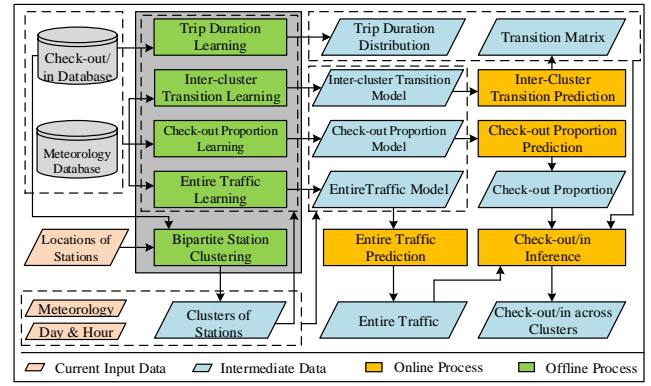 Check-out/
in Database
Trip Duration
Learning
Trip Duration
Distribution
Transition Matrix
Inter-cluster
Transition Learning
Inter-cluster Transition
Model
Inter-Cluster
Transition Prediction
Meteorology
Database
Check-out Proportion
Learning
Check-out Proportion
Model
Check-out Proportion
Prediction
Entire Traffic
Learning
EntireTraffic Model
Check-out Proportion
Locations of
Stations
Bipartite Station
Clustering
Entire Traffic
Prediction
Check-out/in
Inference
Meteorology
Day & Hour
Clusters of
Stations
Entire Traffic
Check-out/in across
Clusters
Current Input Data
Intermediate Data
Online Process
Offline Process